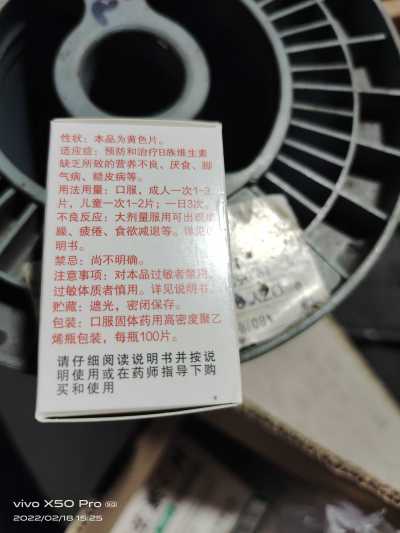 性状：本品为黄色片。
适应症：预防和治疗B族维生素
缺乏所致的营养不良、厌食、脚
气病、糙皮病等。
用法用量：口服，成人一次1~3
片，儿童一次1~2片；一日3次。
不良反应：大剂量服用可出现烦
躁、疲倦、食欲减退等。详见
明书。
禁忌：尚不明确。
注意事项：对本品过敏者禁用，
过敏体质者慎用。详见说明书。
贮藏：遮光，密闭保存。
包装：口服固体药用高密度聚乙
烯瓶包装，每瓶100片。
请仔细阅读说明书并按说
明使用或在药师指导下购
买和使用
vivo X50 Pro
2022/02/18 15:25